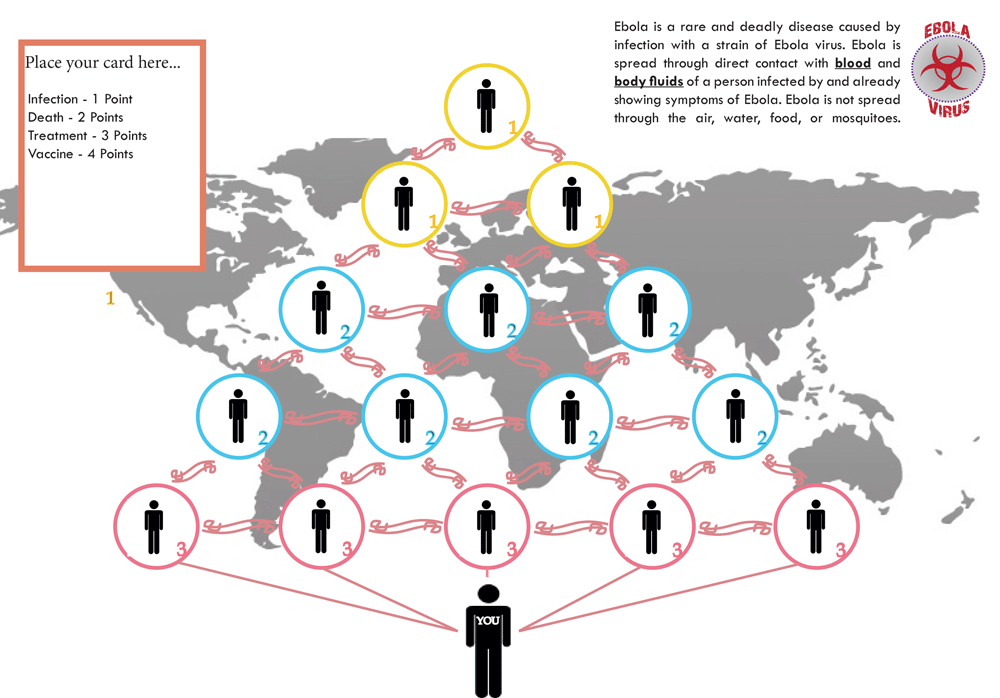 Ebola is a rare and deadly disease caused by
infection with a strain of Ebola virus. Ebola is
spread through direct contact with blood and
body fluids of a person infected by and already
showing symptoms of Ebola. Ebola is not spread
through the air, water, food, or mosquitoes.
EBOLA
VIRUS
Place your card here...
Infection - 1 Point
Death - 2 Points
Treatment - 3 Points
Vaccine - 4 Points
1
1
1
1
2
2
2
2
2
2
2
3
3
3
3
3
YOU